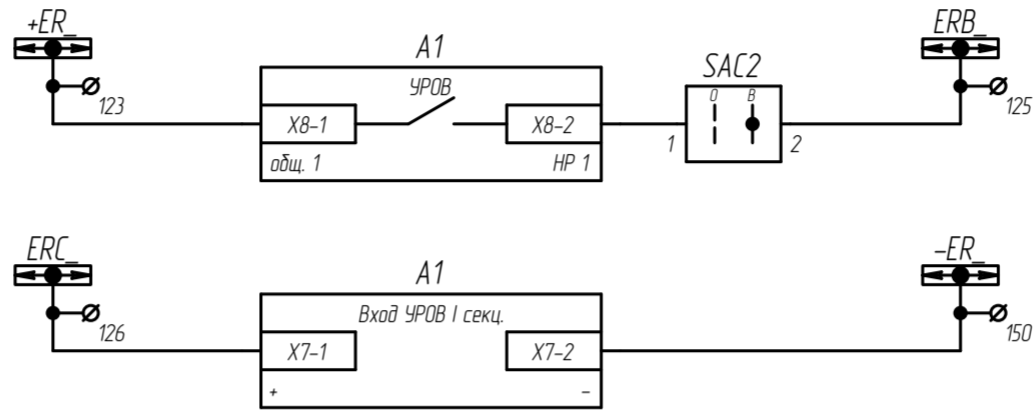 +ER_
ERB_
A1
SAC2
УРОВ
О В
123
125
X8-1
X8-2
1
2
общ. 1
НР 1
ERC_
-ER_
A1
Вход УРОВ I секц.
126
150
X7-1
X7-2
+
-